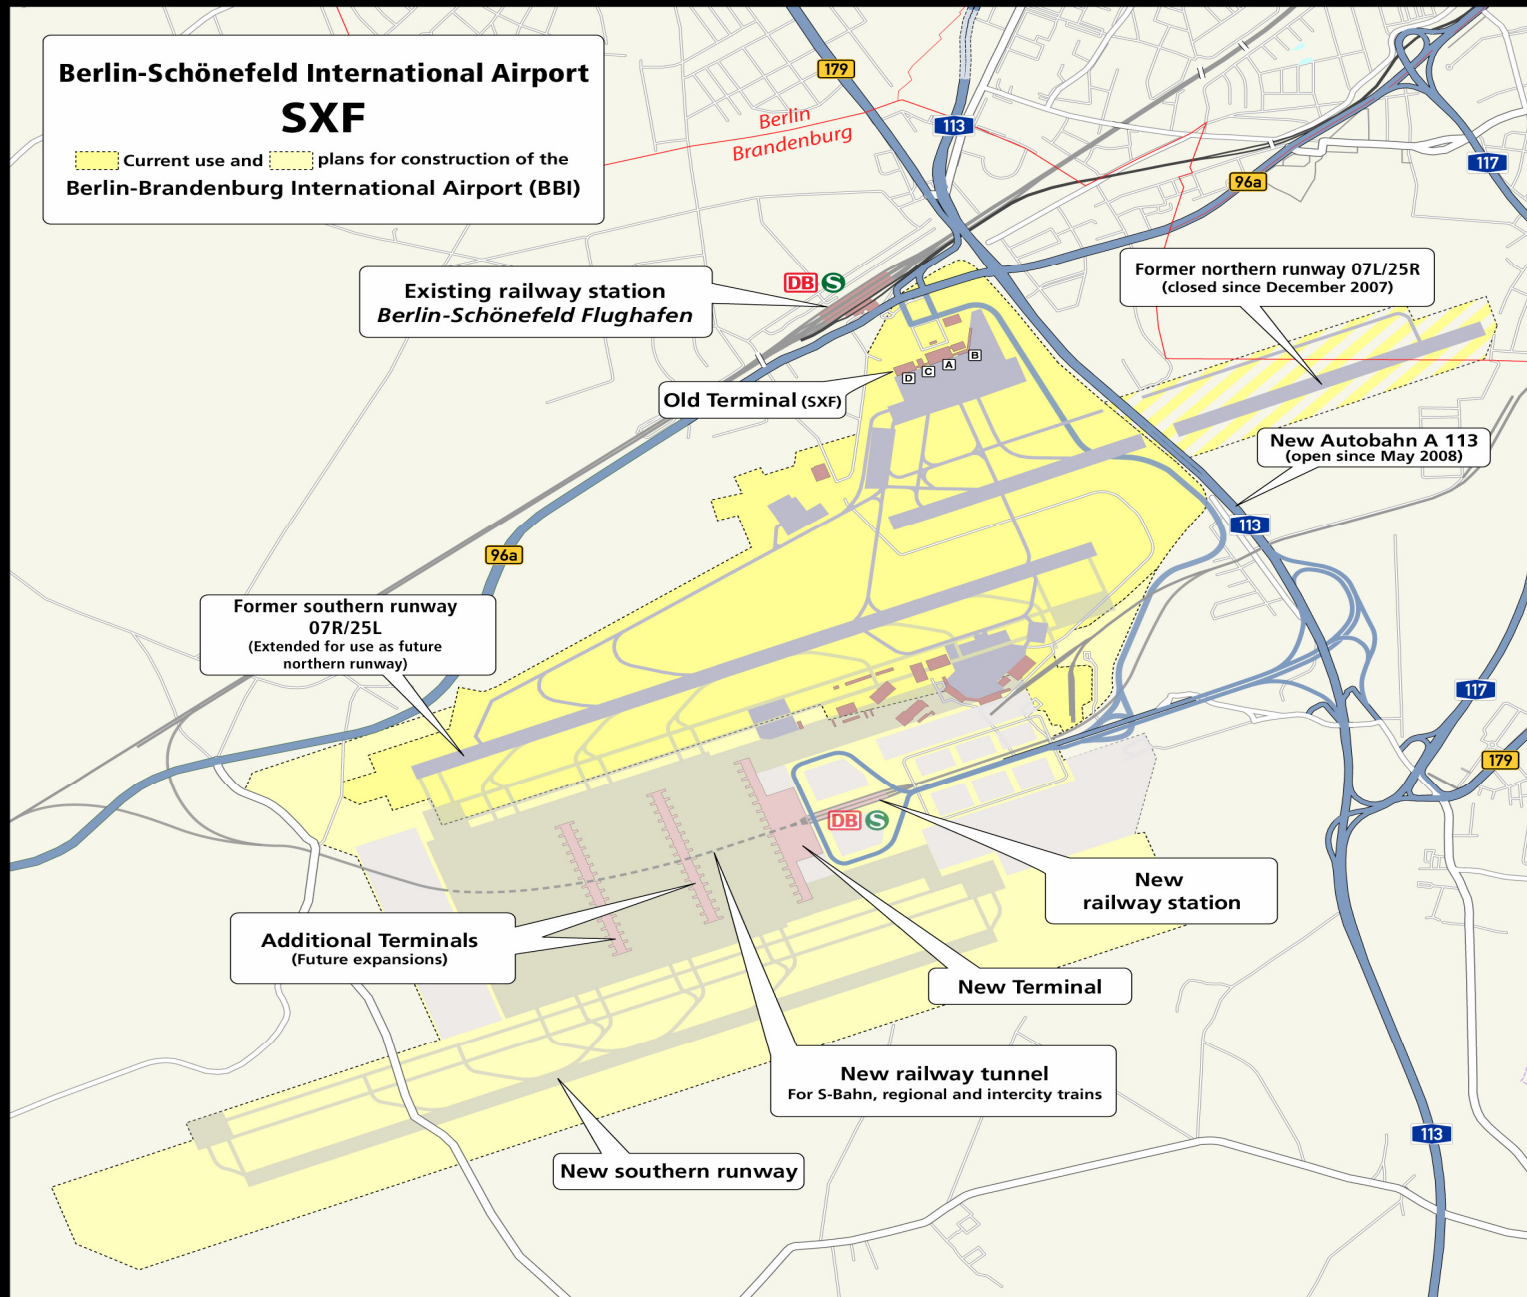 Berlin-Schönefeld International Airport
SXF
Current use and plans for construction of the
Berlin-Brandenburg International Airport (BBI)
179
113
Berlin
Brandenburg
117
96a
Existing railway station
Berlin-Schönefeld Flughafen
DB S
Former northern runway 07L/25R
(closed since December 2007)
Old Terminal (SXF)
D
C
A
B
New Autobahn A 113
(open since May 2008)
113
96a
Former southern runway
07R/25L
(Extended for use as future
northern runway)
117
179
DB S
New
railway station
Additional Terminals
(Future expansions)
New Terminal
New railway tunnel
For S-Bahn, regional and intercity trains
113
New southern runway